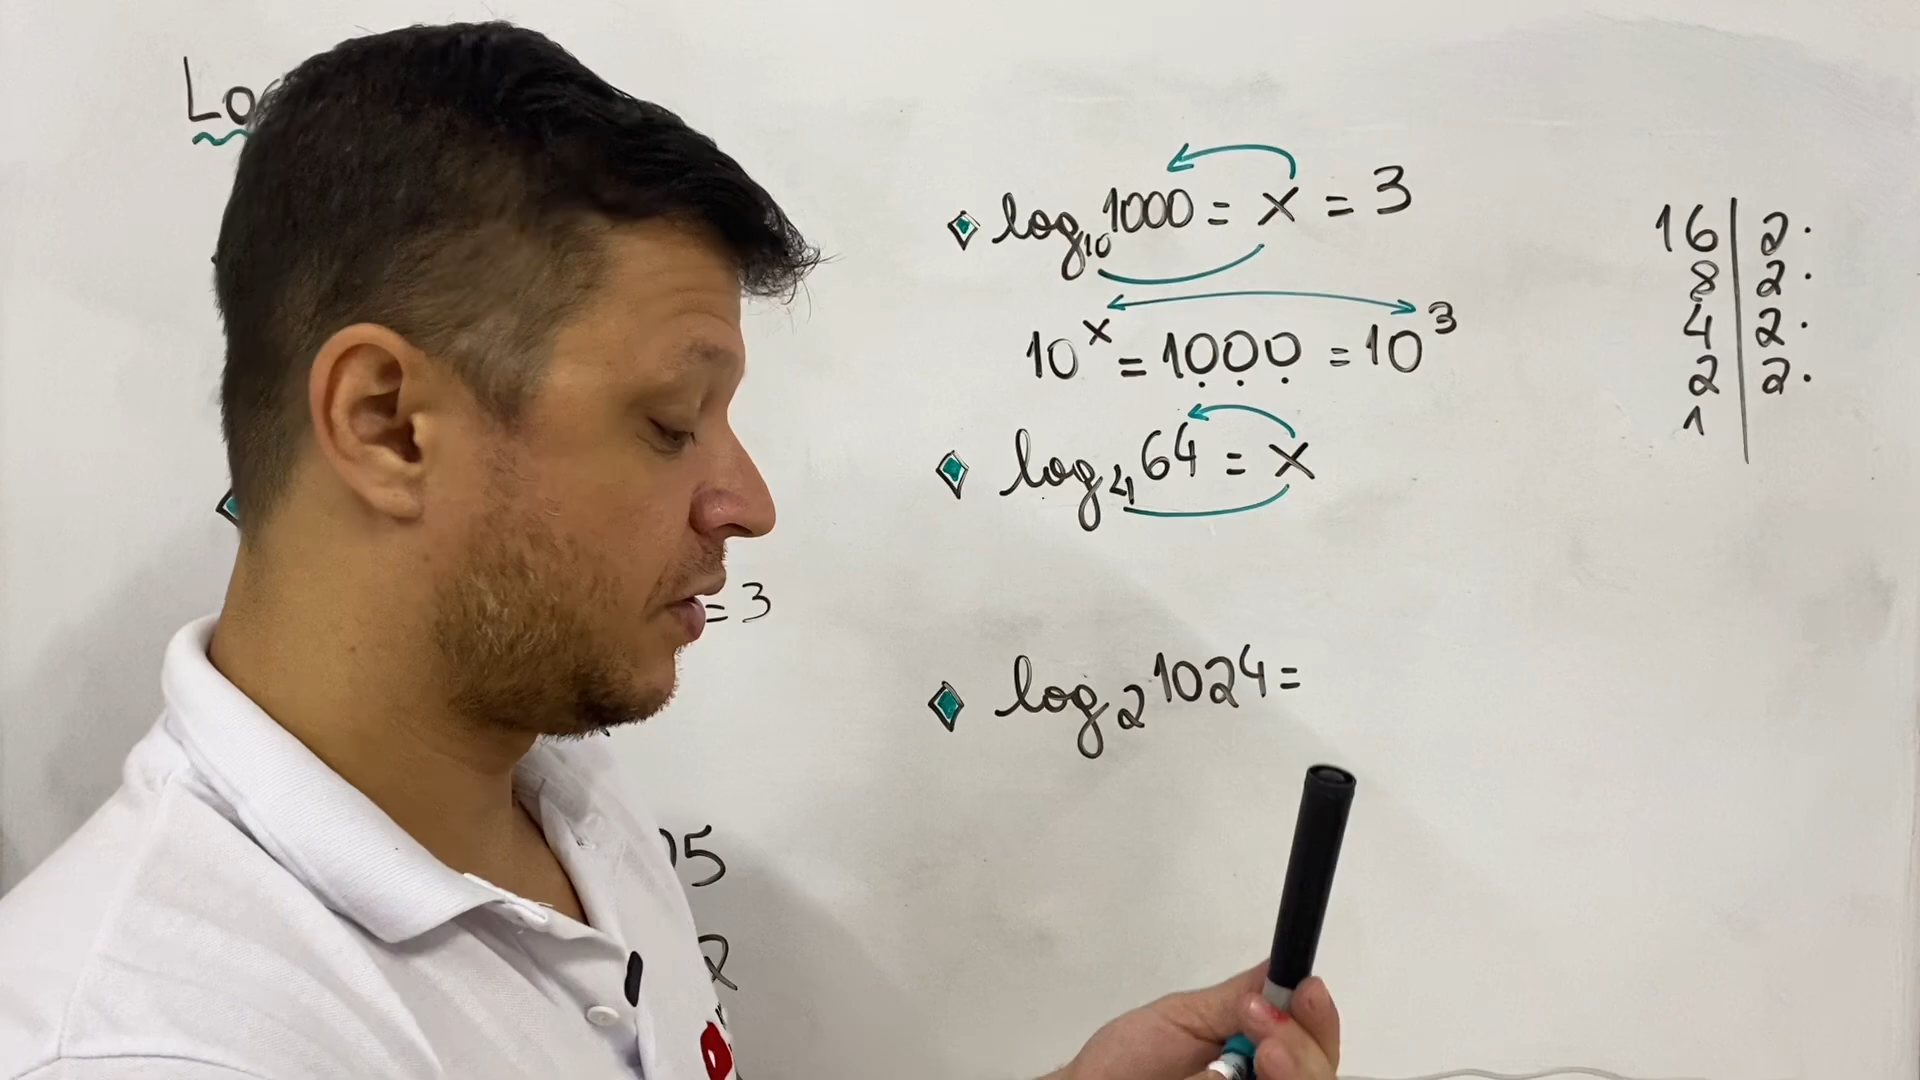 log₁₀1000 = x = 3
10ˣ = 1000 = 10³
log₄64 = x
log₂1024 =
= 3
16 | 2
8 | 2
4 | 2
2 | 2
1 |